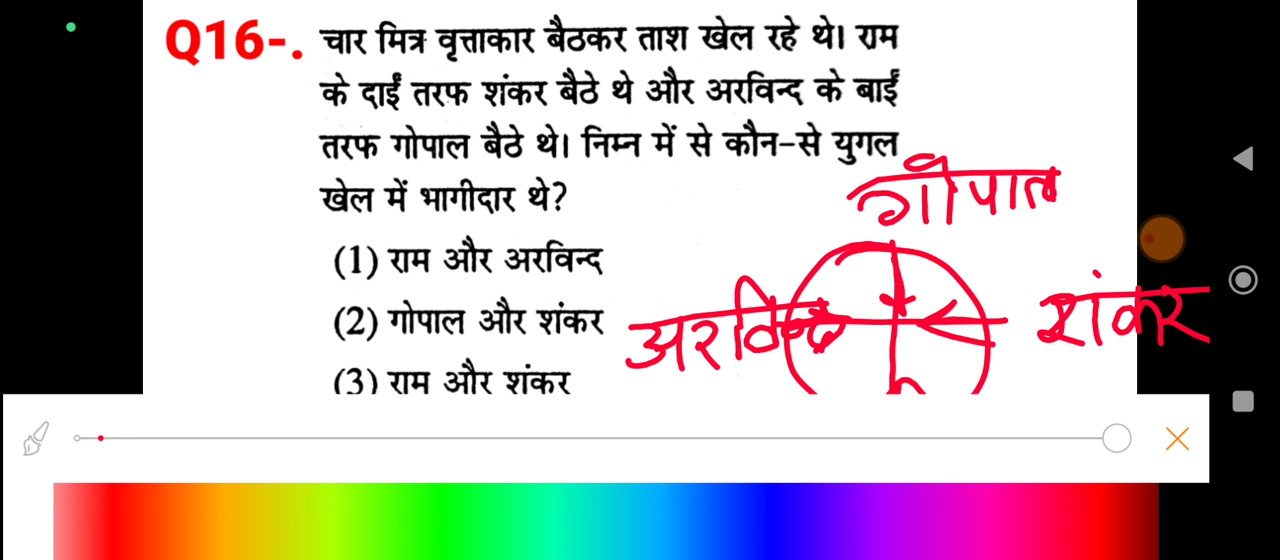 Q16-. चार मित्र वृत्ताकार बैठकर ताश खेल रहे थे। राम
के दाईं तरफ शंकर बैठे थे और अरविन्द के बाईं
तरफ गोपाल बैठे थे। निम्न में से कौन-से युगल
खेल में भागीदार थे?
गोपाल
(1) राम और अरविन्द
(2) गोपाल और शंकर
अरविन्द
शंकर
(3) राम और शंकर